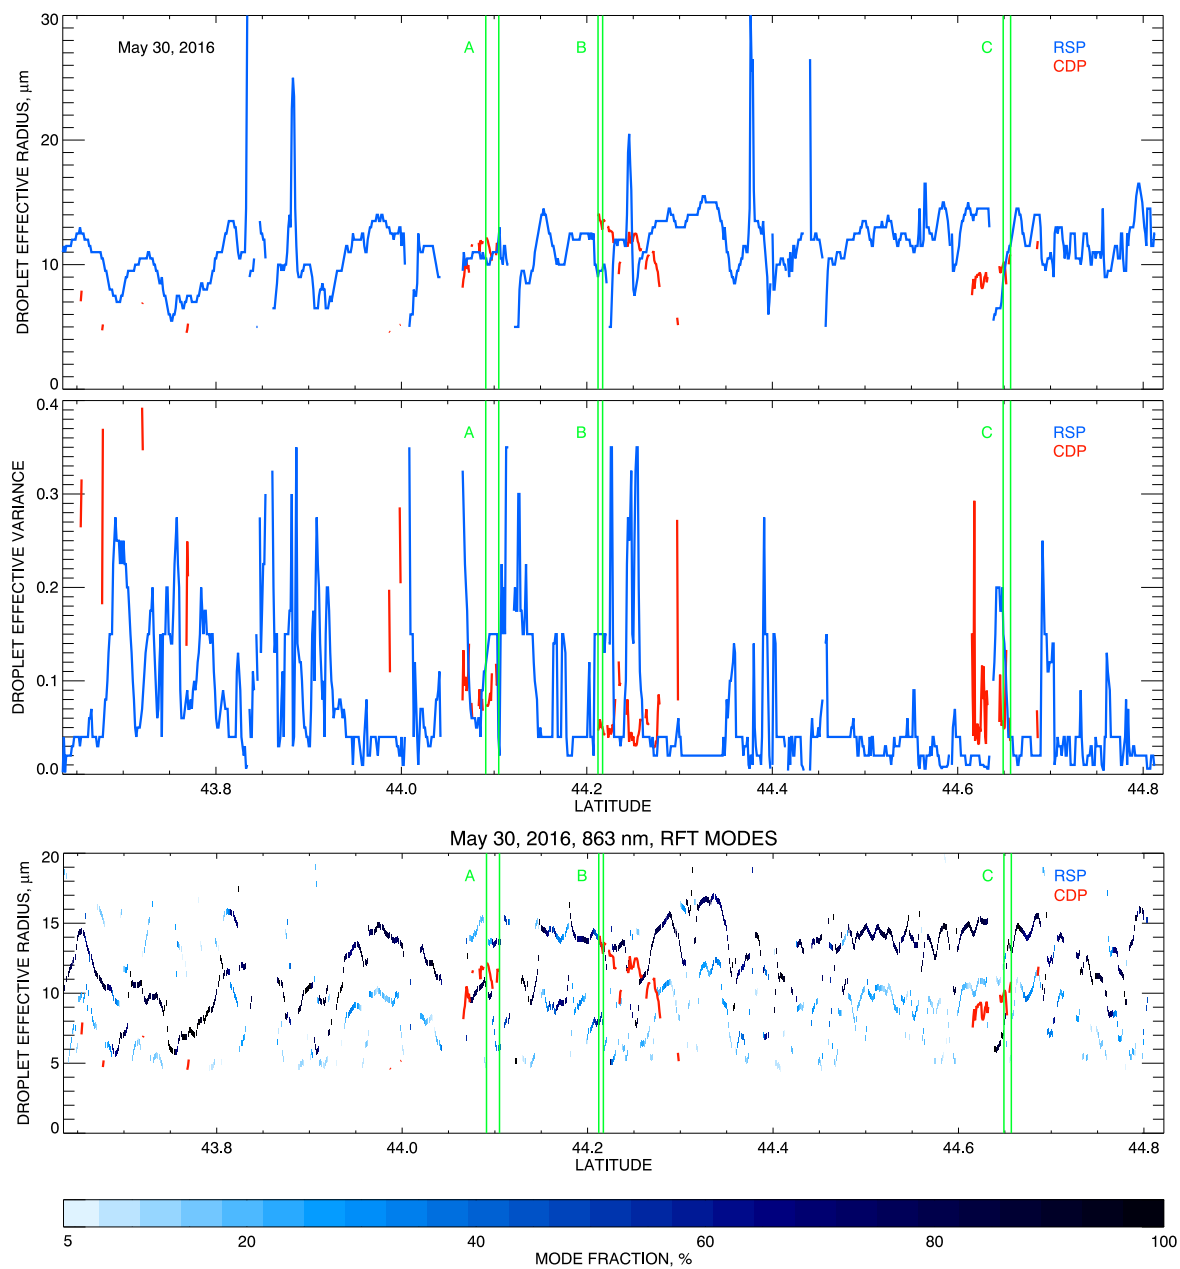 30
20
10
0
DROPLET EFFECTIVE RADIUS, µm
May 30, 2016
A
B
C
RSP
CDP
0.4
0.3
0.2
0.1
0.0
DROPLET EFFECTIVE VARIANCE
A
B
C
RSP
CDP
43.8
44.0
44.2
44.4
44.6
44.8
LATITUDE
May 30, 2016, 863 nm, RFT MODES
20
15
10
5
0
DROPLET EFFECTIVE RADIUS, µm
A
B
C
RSP
CDP
43.8
44.0
44.2
44.4
44.6
44.8
LATITUDE
5
20
40
60
80
100
MODE FRACTION, %